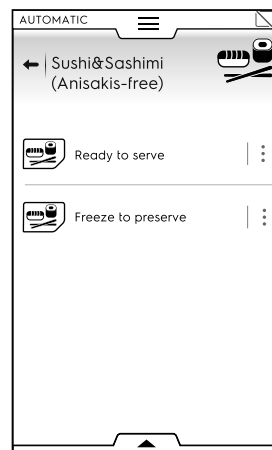 AUTOMATIC
Sushi&Sashimi
(Anisakis-free)
Ready to serve
Freeze to preserve